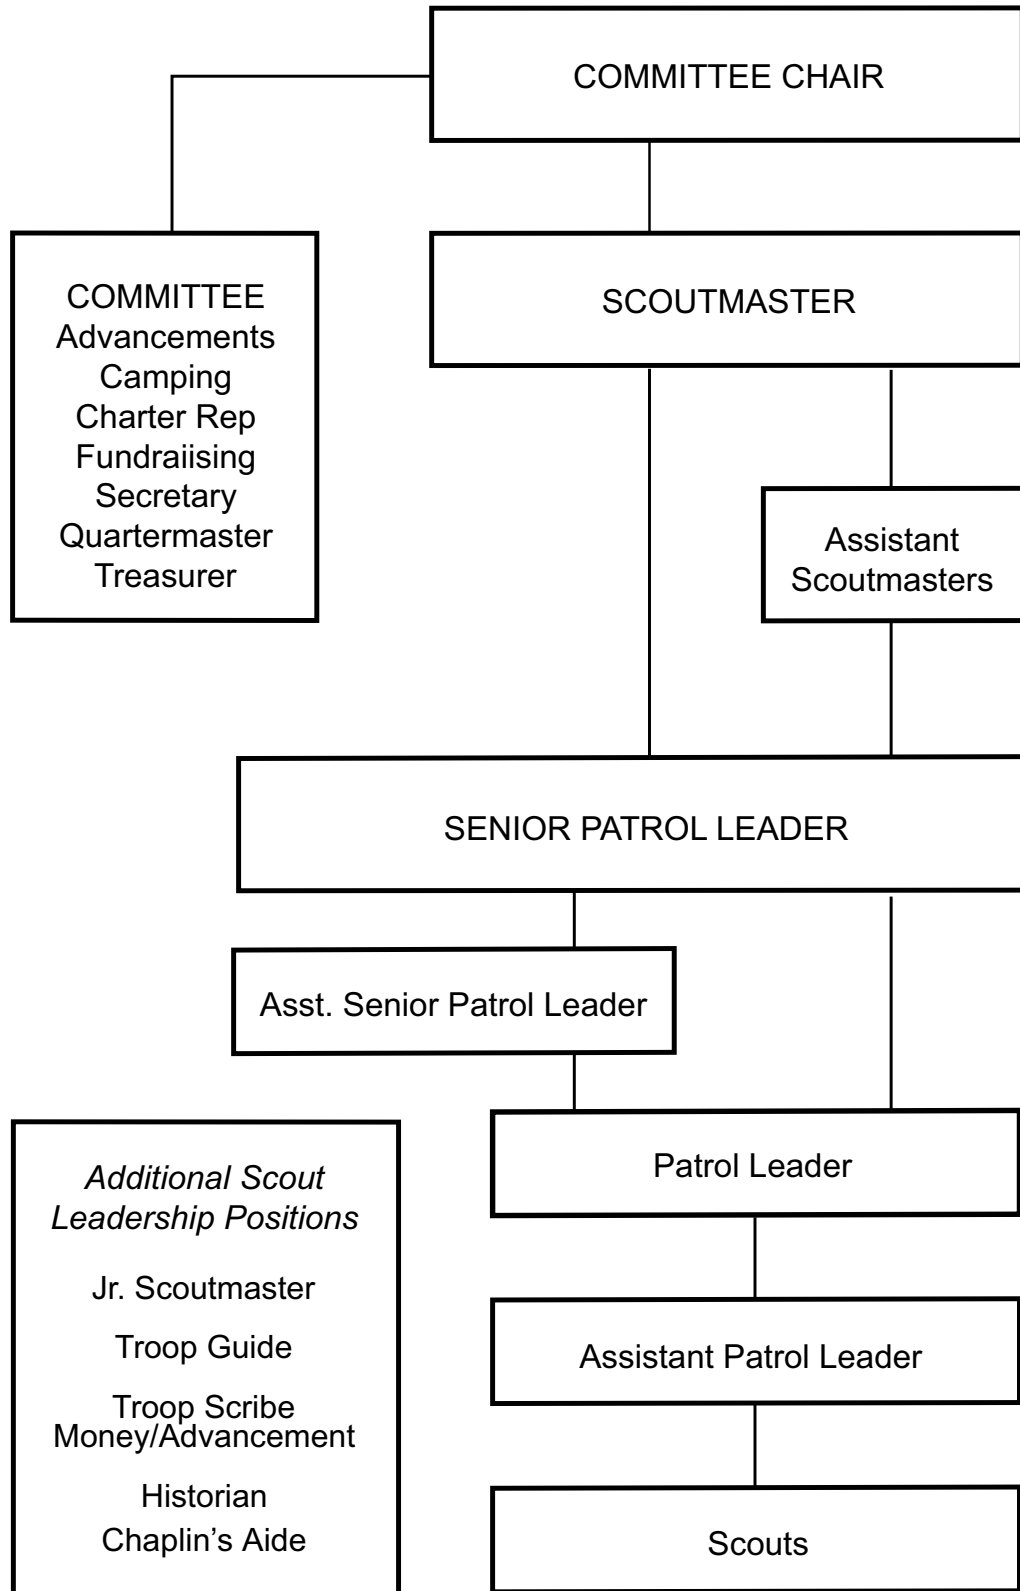 COMMITTEE CHAIR
COMMITTEE
Advancements
Camping
Charter Rep
Fundraiising
Secretary
Quartermaster
Treasurer
SCOUTMASTER
Assistant
Scoutmasters
SENIOR PATROL LEADER
Asst. Senior Patrol Leader
Patrol Leader
Assistant Patrol Leader
Scouts
Additional Scout
Leadership Positions
Jr. Scoutmaster
Troop Guide
Troop Scribe
Money/Advancement
Historian
Chaplin’s Aide